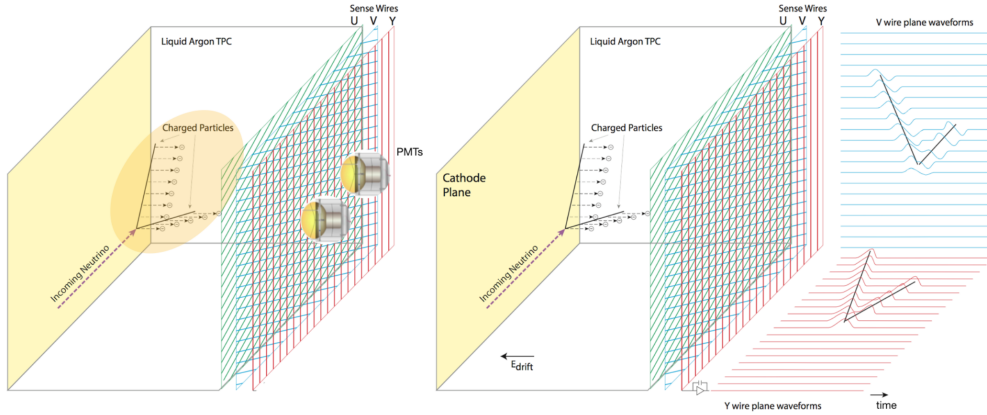 Sense Wires
U V Y
Liquid Argon TPC
Charged Particles
PMTs
Incoming Neutrino
Sense Wires
U V Y
Liquid Argon TPC
Charged Particles
Cathode
Plane
Incoming Neutrino
Edrift
V wire plane waveforms
Y wire plane waveforms
time